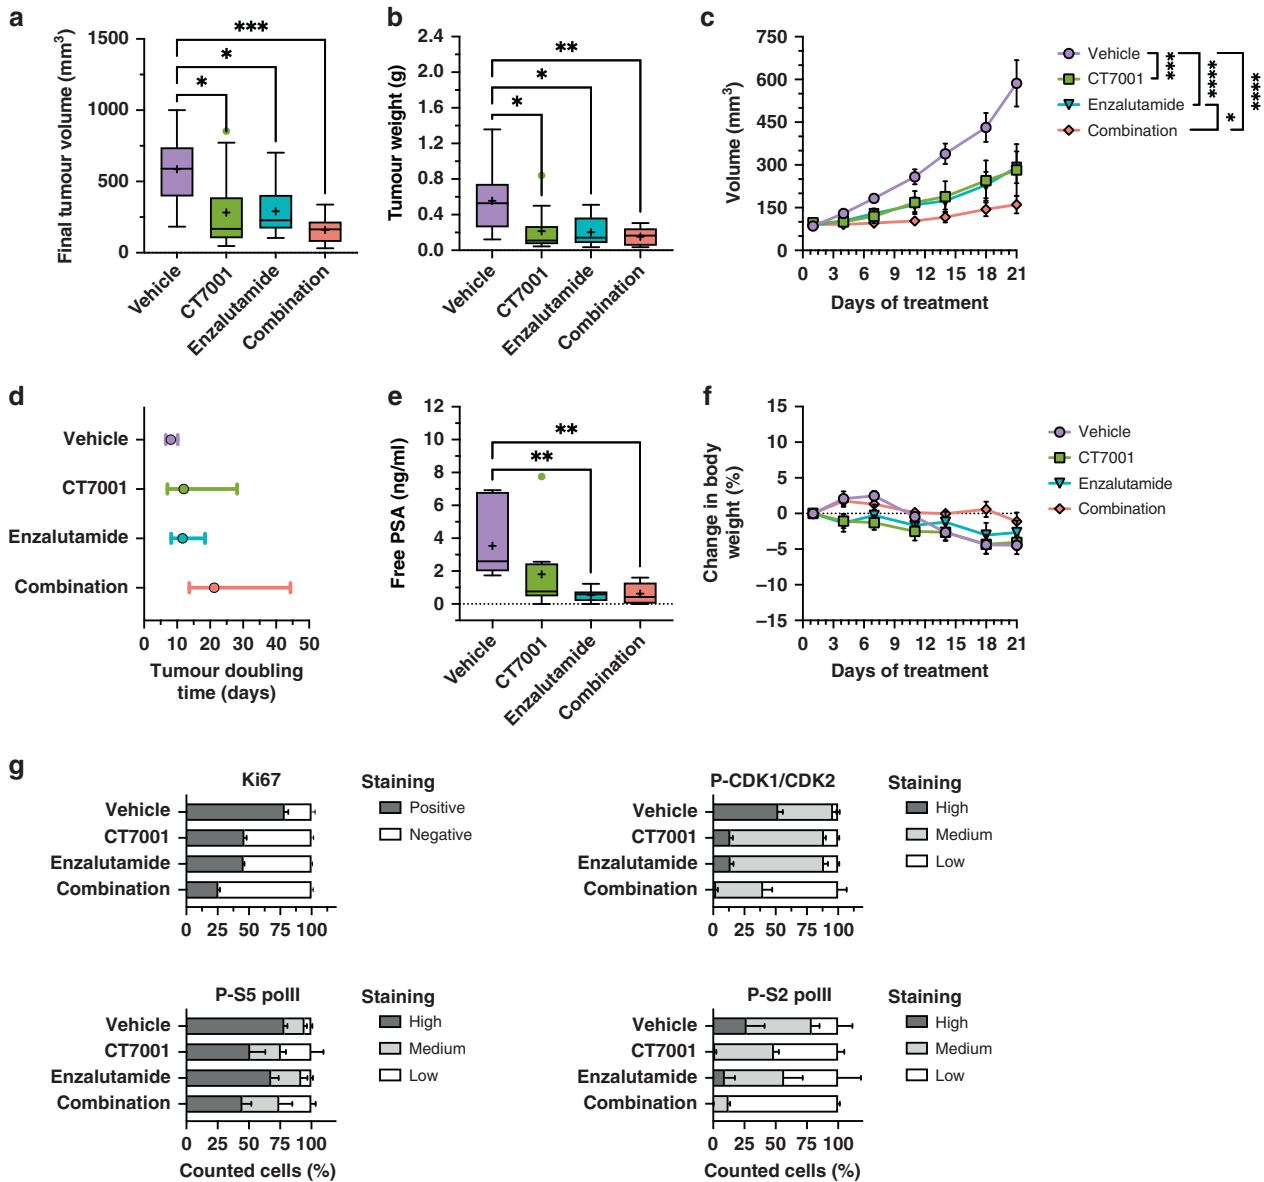 a
Final tumour volume (mm3)
1500
1000
500
0
***
*
*
Vehicle
CT7001
Enzalutamide
Combination
b
Tumour weight (g)
2.4
2.0
1.6
1.2
0.8
0.4
0.0
**
*
*
Vehicle
CT7001
Enzalutamide
Combination
c
Volume (mm3)
750
600
450
300
150
0
0 3 6 9 12 15 18 21
Days of treatment
Vehicle
CT7001
Enzalutamide
Combination
***
****
*
****
d
Vehicle
CT7001
Enzalutamide
Combination
0 10 20 30 40 50
Tumour doubling
time (days)
e
Free PSA (ng/ml)
12
10
8
6
4
2
0
**
**
Vehicle
CT7001
Enzalutamide
Combination
f
Change in body
weight (%)
15
10
5
0
–5
–10
–15
0 3 6 9 12 15 18 21
Days of treatment
Vehicle
CT7001
Enzalutamide
Combination
g
Ki67
Vehicle
CT7001
Enzalutamide
Combination
0 25 50 75 100
Staining
Positive
Negative
P-CDK1/CDK2
Vehicle
CT7001
Enzalutamide
Combination
0 25 50 75 100
Staining
High
Medium
Low
P-S5 polII
Vehicle
CT7001
Enzalutamide
Combination
0 25 50 75 100
Counted cells (%)
Staining
High
Medium
Low
P-S2 polII
Vehicle
CT7001
Enzalutamide
Combination
0 25 50 75 100
Counted cells (%)
Staining
High
Medium
Low